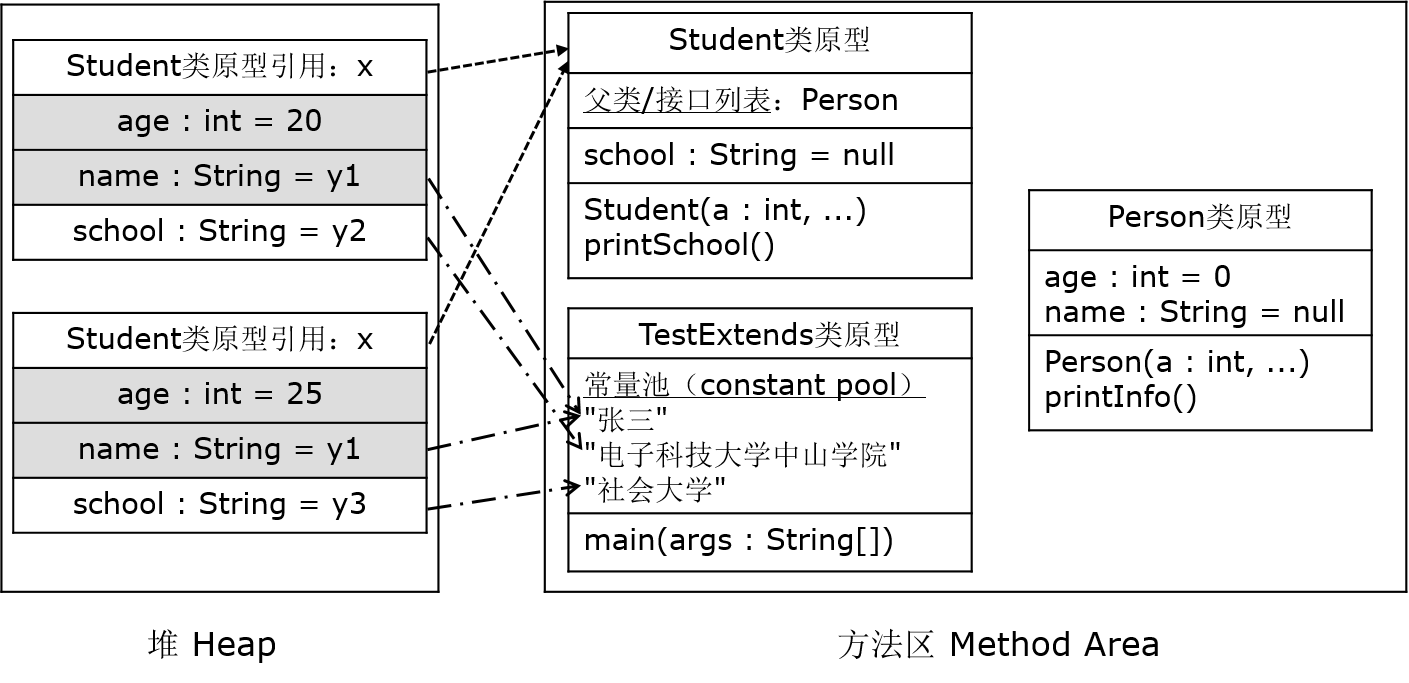 Student类原型引用：x
age : int = 20
name : String = y1
school : String = y2
Student类原型引用：x
age : int = 25
name : String = y1
school : String = y3
堆 Heap
Student类原型
父类/接口列表：Person
school : String = null
Student(a : int, ...)
printSchool()
TestExtends类原型
常量池（constant pool）
"张三"
"电子科技大学中山学院"
"社会大学"
main(args : String[])
Person类原型
age : int = 0
name : String = null
Person(a : int, ...)
printInfo()
方法区 Method Area